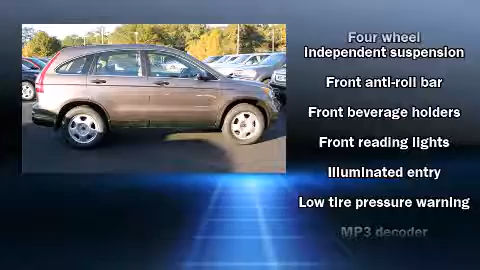 Four wheel
Independent suspension
Front anti-roll bar
Front beverage holders
Front reading lights
Illuminated entry
Low tire pressure warning
MP3 decoder